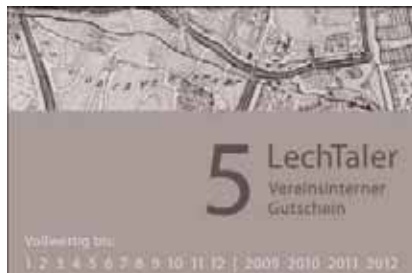 5
LechTaler
Vereinsinterner
Gutschein
Vollwertig bis:
1 2 3 4 5 6 7 8 9 10 11 12 | 2009 2010 2011 2012